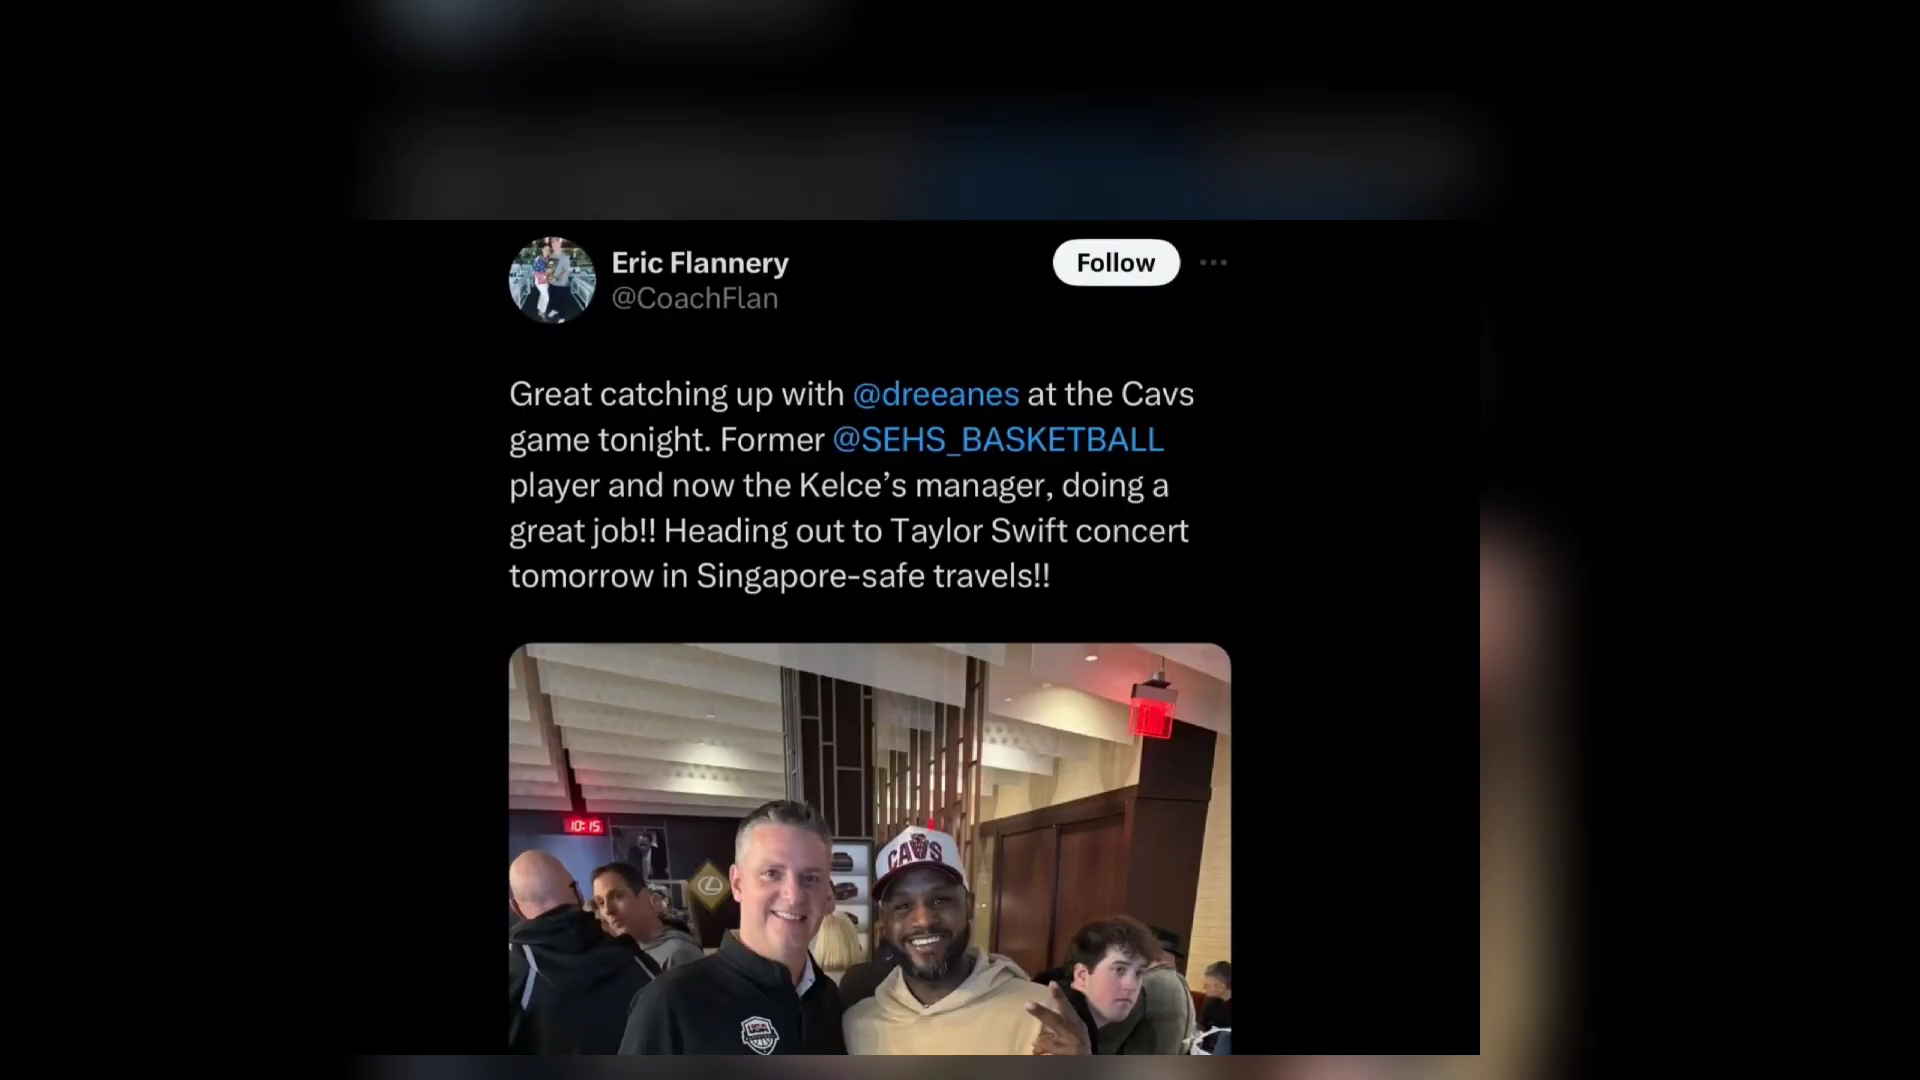 Eric Flannery
@CoachFlan
Follow
Great catching up with @dreeanes at the Cavs
game tonight. Former @SEHS_BASKETBALL
player and now the Kelce’s manager, doing a
great job!! Heading out to Taylor Swift concert
tomorrow in Singapore-safe travels!!
10:15
CAVS
USA